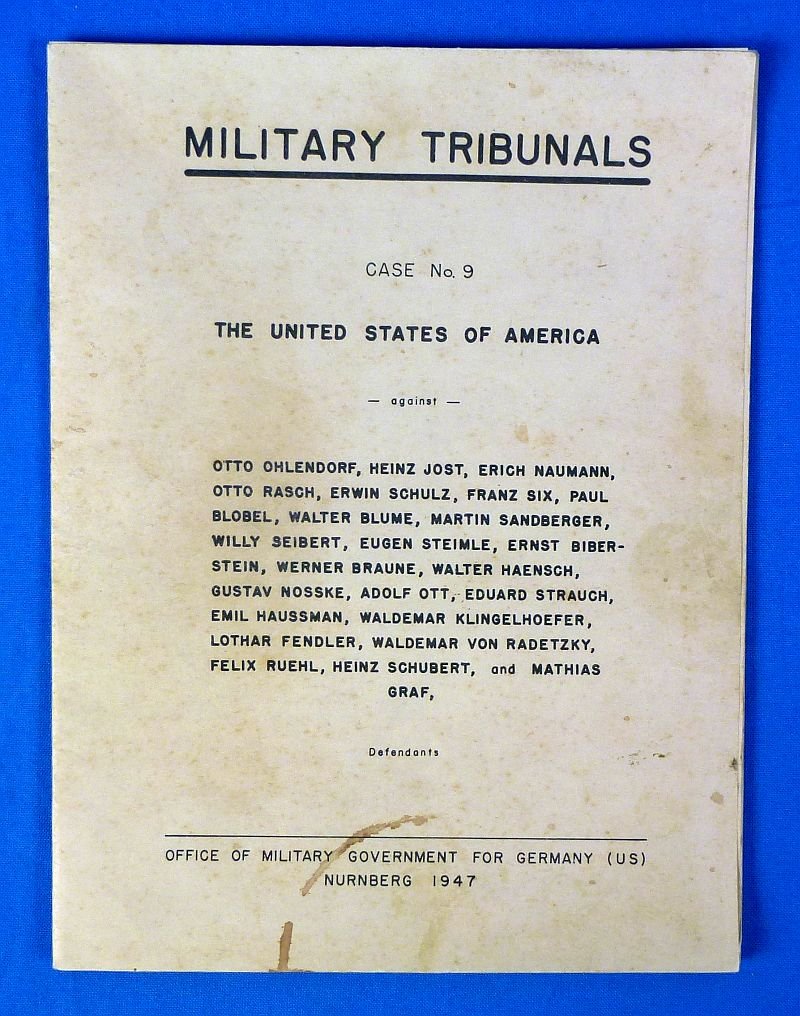 MILITARY TRIBUNALS
CASE No. 9
THE UNITED STATES OF AMERICA
— against —
OTTO OHLENDORF, HEINZ JOST, ERICH NAUMANN,
OTTO RASCH, ERWIN SCHULZ, FRANZ SIX, PAUL
BLOBEL, WALTER BLUME, MARTIN SANDBERGER,
WILLY SEIBERT, EUGEN STEIMLE, ERNST BIBER-
STEIN, WERNER BRAUNE, WALTER HAENSCH,
GUSTAV NOSSKE, ADOLF OTT, EDUARD STRAUCH,
EMIL HAUSSMAN, WALDEMAR KLINGELHOEFER,
LOTHAR FENDLER, WALDEMAR VON RADETZKY,
FELIX RUEHL, HEINZ SCHUBERT, and MATHIAS
GRAF,
Defendants
OFFICE OF MILITARY GOVERNMENT FOR GERMANY (US)
NURNBERG 1947